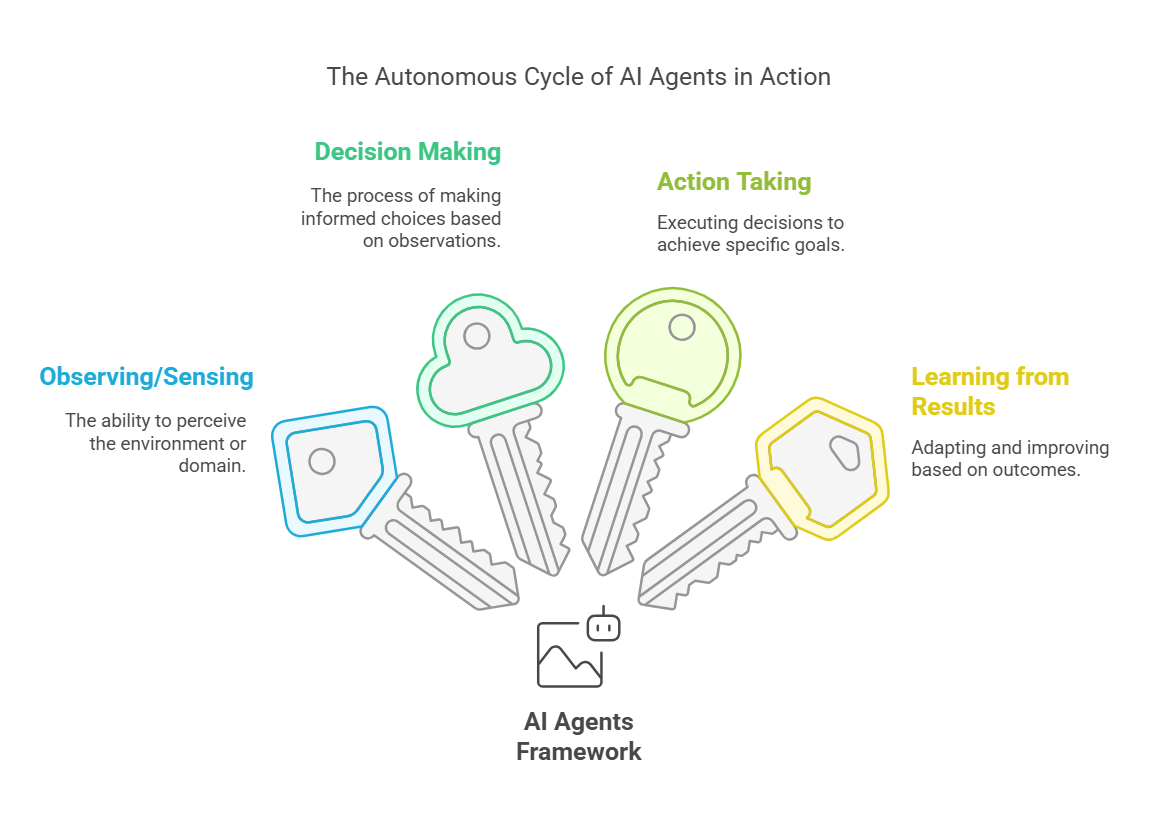 The Autonomous Cycle of AI Agents in Action
Decision Making
The process of making
informed choices based
on observations.
Action Taking
Executing decisions to
achieve specific goals.
Observing/Sensing
The ability to perceive
the environment or
domain.
Learning from
Results
Adapting and improving
based on outcomes.
AI Agents
Framework